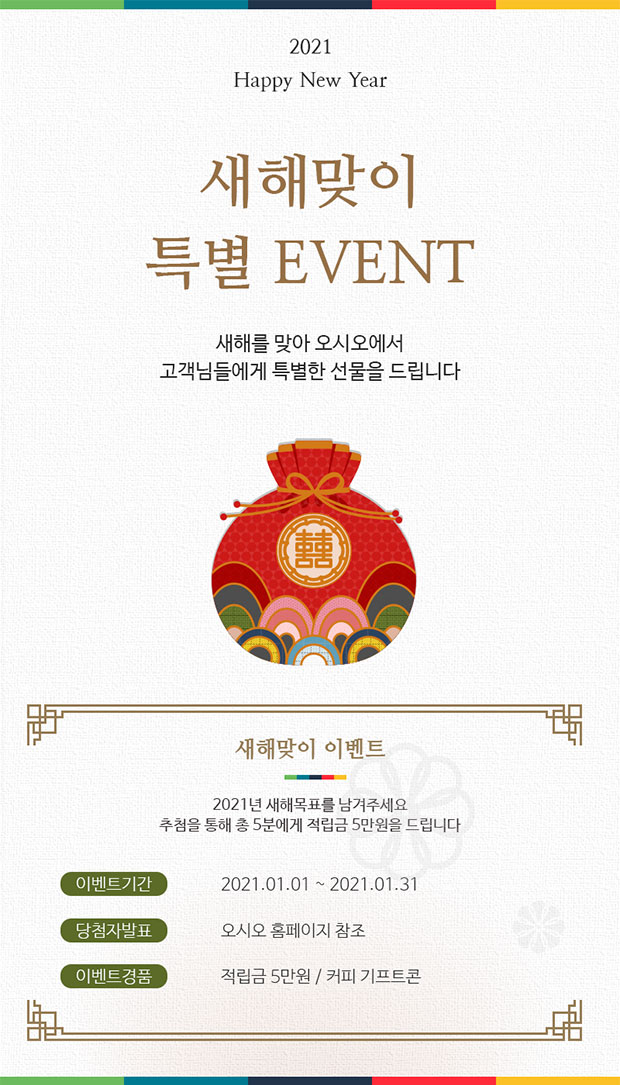 2021
Happy New Year
새해맞이
특별 EVENT
새해를 맞아 오시오에서
고객님들에게 특별한 선물을 드립니다
囍
새해맞이 이벤트
2021년 새해목표를 남겨주세요
추첨을 통해 총 5분에게 적립금 5만원을 드립니다
이벤트기간 2021.01.01 ~ 2021.01.31
당첨자발표 오시오 홈페이지 참조
이벤트경품 적립금 5만원 / 커피 기프트콘